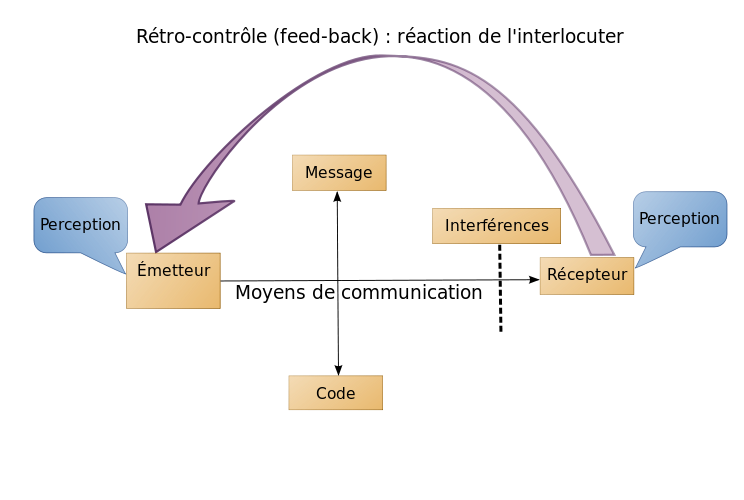 Rétro-contrôle (feed-back) : réaction de l'interlocuter
Message
Perception
Interférences
Perception
Émetteur
Récepteur
Moyens de communication
Code